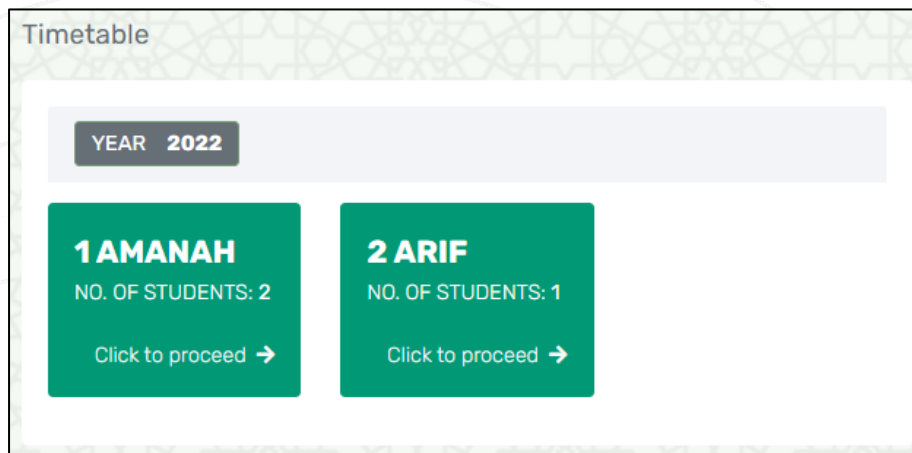 Timetable
YEAR 2022
1 AMANAH
NO. OF STUDENTS: 2
Click to proceed →
2 ARIF
NO. OF STUDENTS: 1
Click to proceed →